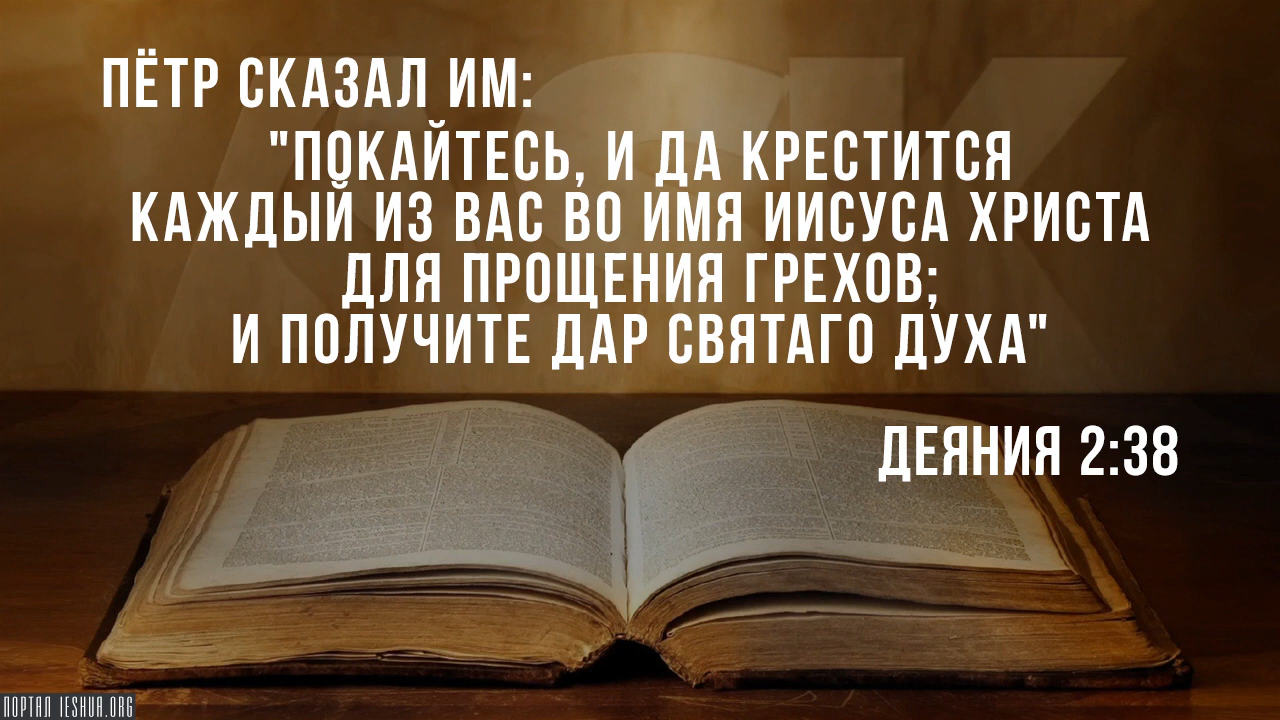 ПЁТР СКАЗАЛ ИМ:
"ПОКАЙТЕСЬ, И ДА КРЕСТИТСЯ
КАЖДЫЙ ИЗ ВАС ВО ИМЯ ИИСУСА ХРИСТА
ДЛЯ ПРОЩЕНИЯ ГРЕХОВ;
И ПОЛУЧИТЕ ДАР СВЯТАГО ДУХА"
ДЕЯНИЯ 2:38
ПОРТАЛ IESHUA.ORG